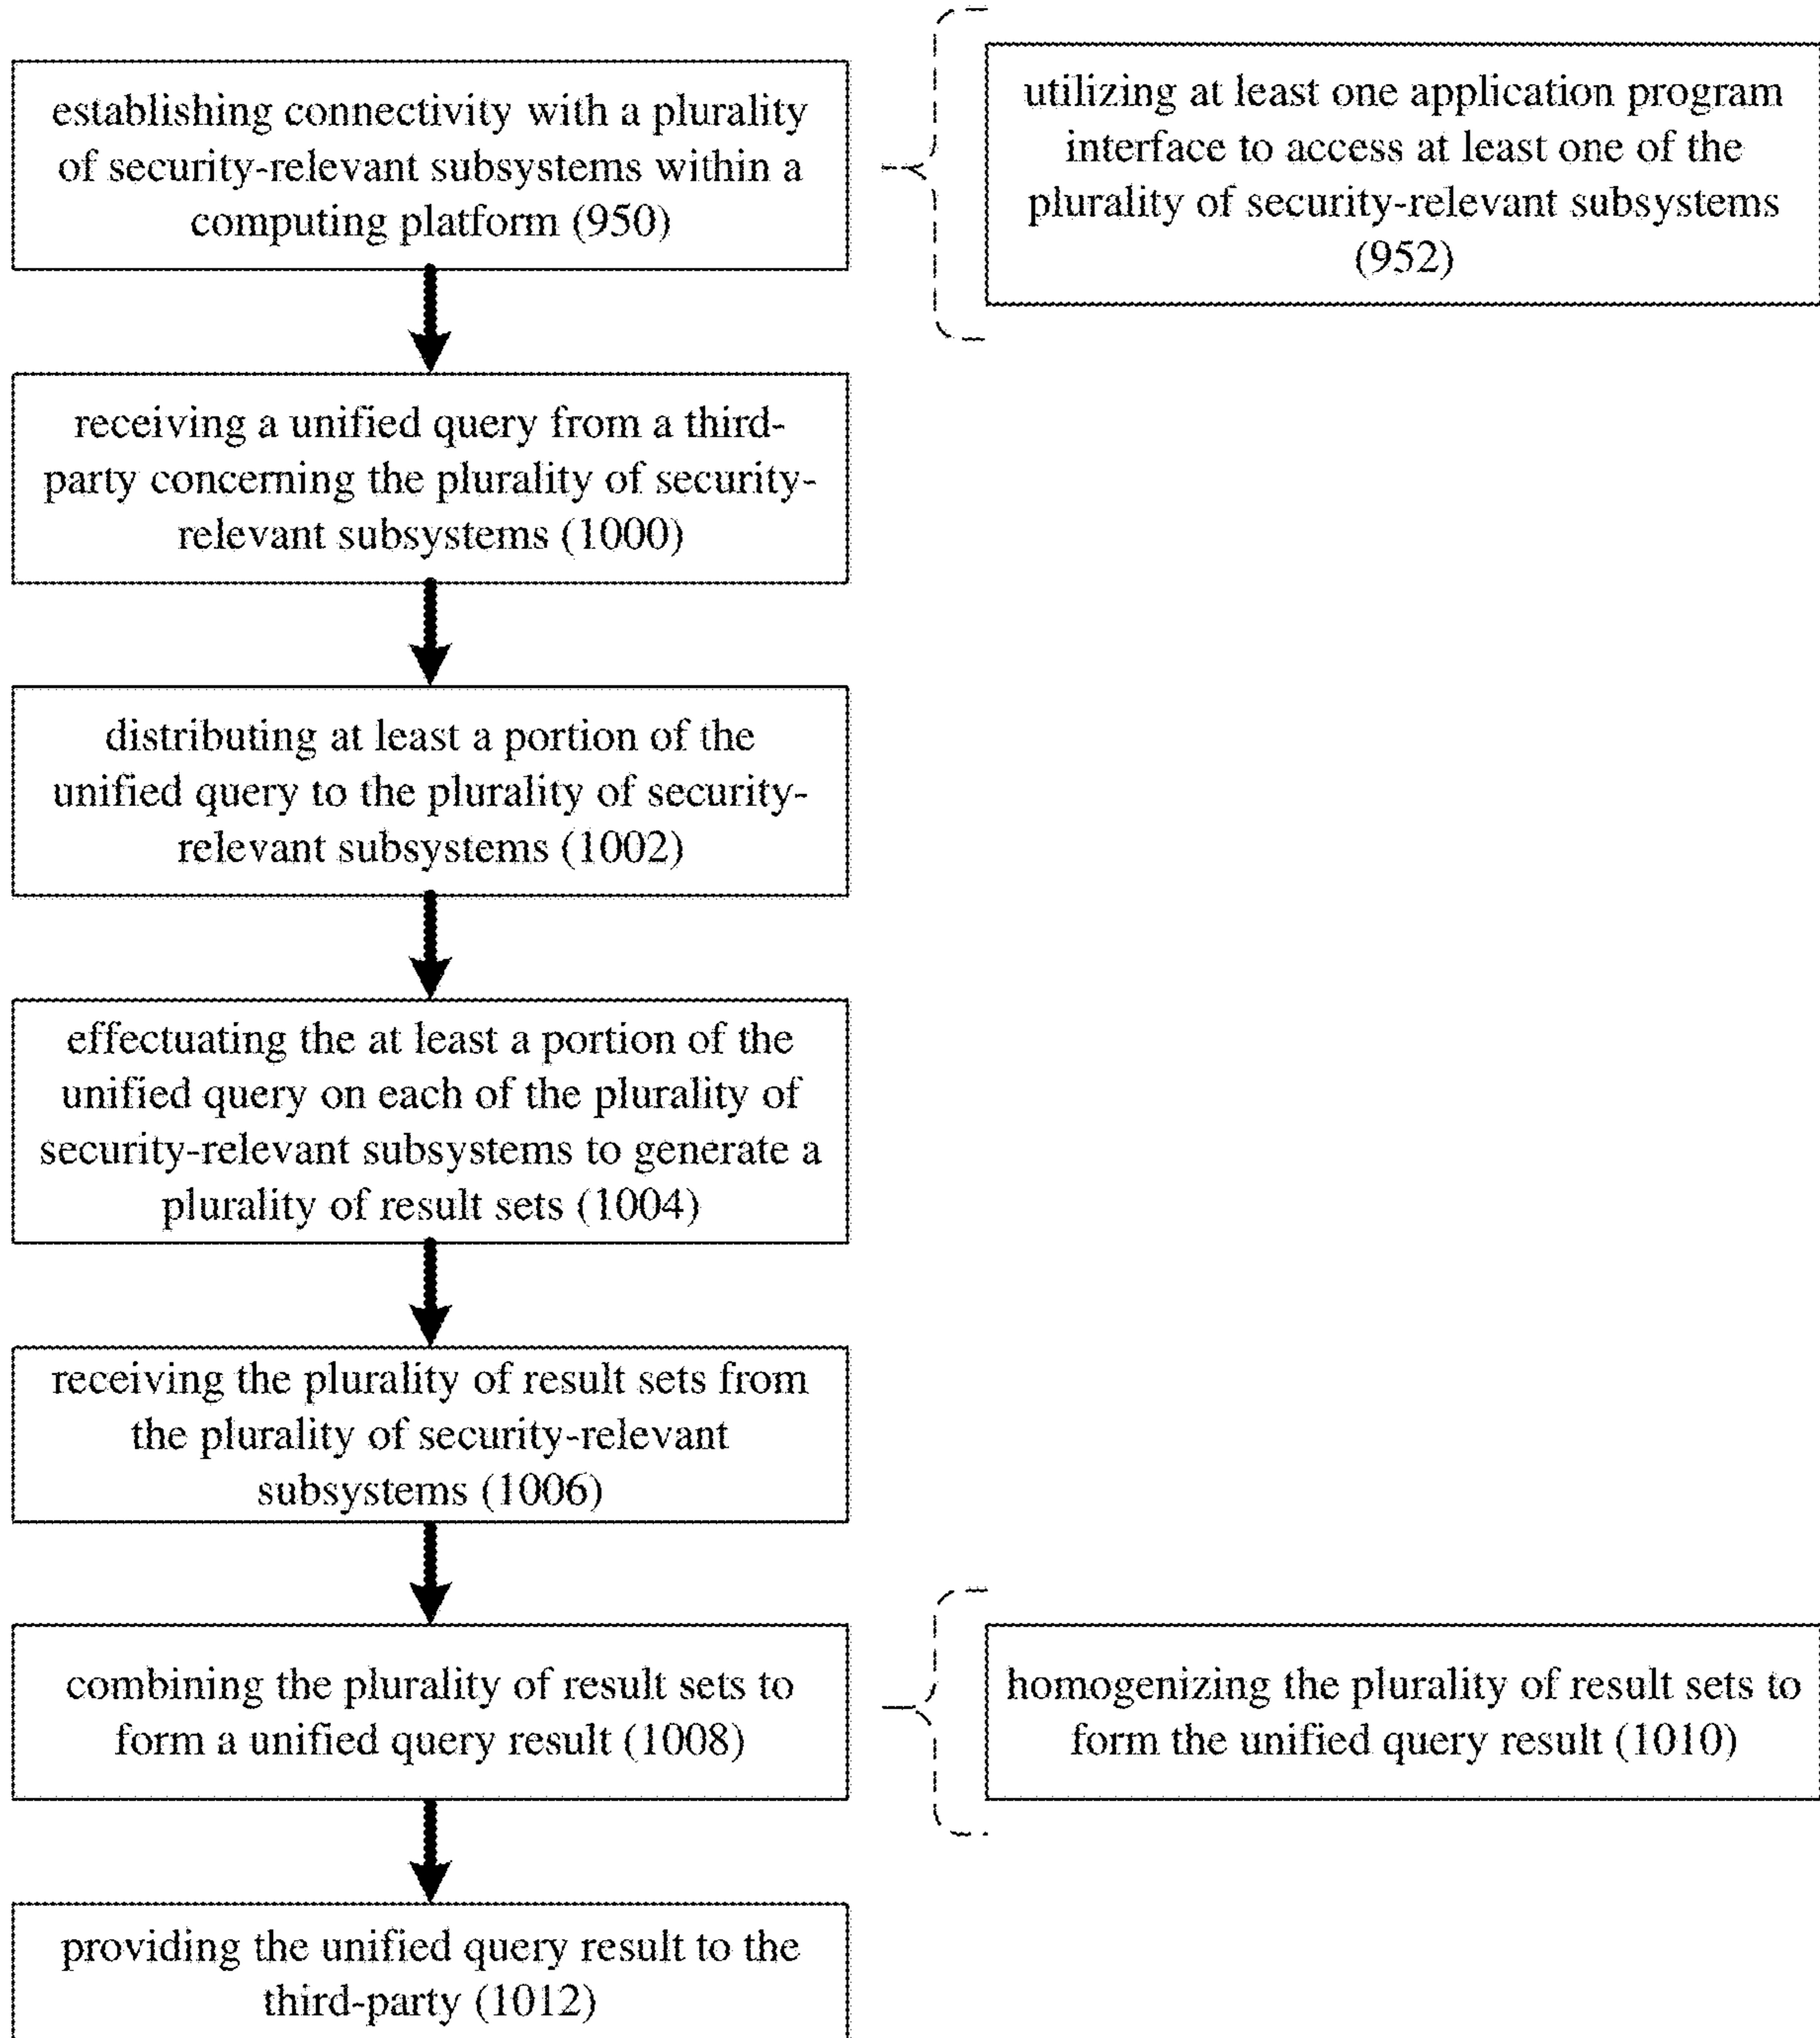 establishing connectivity with a plurality
of security-relevant subsystems within a
computing platform (950)
utilizing at least one application program
interface to access at least one of the
plurality of security-relevant subsystems
(952)
receiving a unified query from a third-
party concerning the plurality of security-
relevant subsystems (1000)
distributing at least a portion of the
unified query to the plurality of security-
relevant subsystems (1002)
effectuating the at least a portion of the
unified query on each of the plurality of
security-relevant subsystems to generate a
plurality of result sets (1004)
receiving the plurality of result sets from
the plurality of security-relevant
subsystems (1006)
combining the plurality of result sets to
form a unified query result (1008)
homogenizing the plurality of result sets to
form the unified query result (1010)
providing the unified query result to the
third-party (1012)